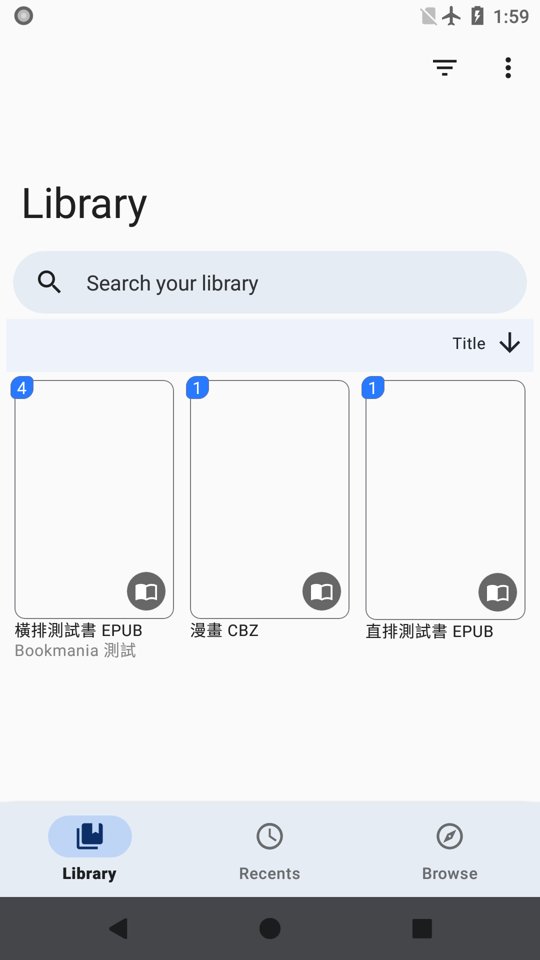 1:59
Library
Search your library
Title
4
1
1
橫排測試書 EPUB
Bookmania 測試
漫畫 CBZ
直排測試書 EPUB
Library
Recents
Browse